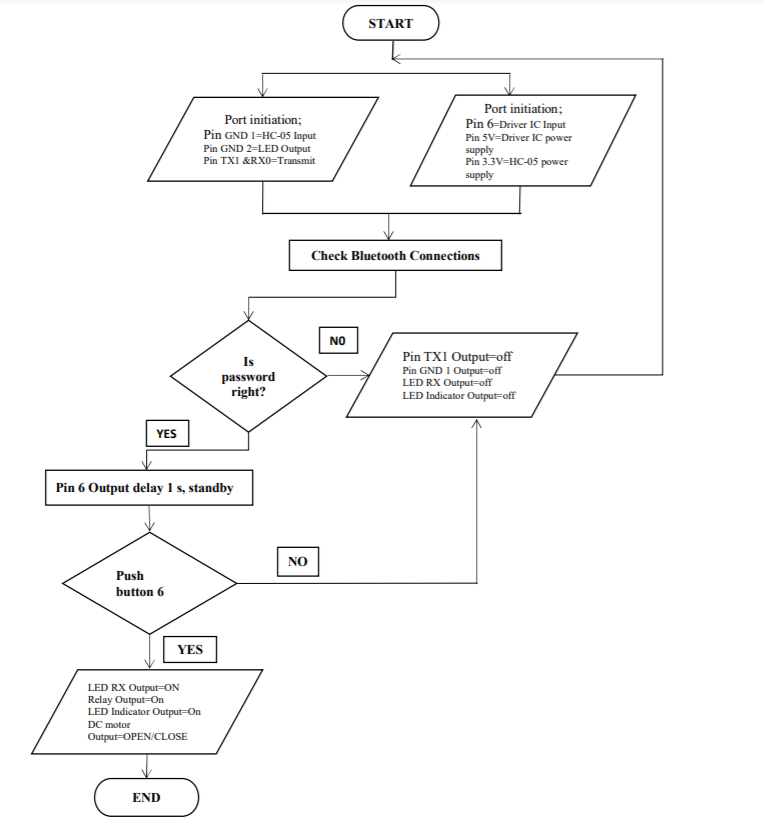 START
Port initiation;
Pin GND 1=HC-05 Input
Pin GND 2=LED Output
Pin TX1 &RX0=Transmit
Port initiation;
Pin 6=Driver IC Input
Pin 5V=Driver IC power
supply
Pin 3.3V=HC-05 power
supply
Check Bluetooth Connections
Is
password
right?
N0
Pin TX1 Output=off
Pin GND 1 Output=off
LED RX Output=off
LED Indicator Output=off
YES
Pin 6 Output delay 1 s, standby
Push
button 6
NO
YES
LED RX Output=ON
Relay Output=On
LED Indicator Output=On
DC motor
Output=OPEN/CLOSE
END